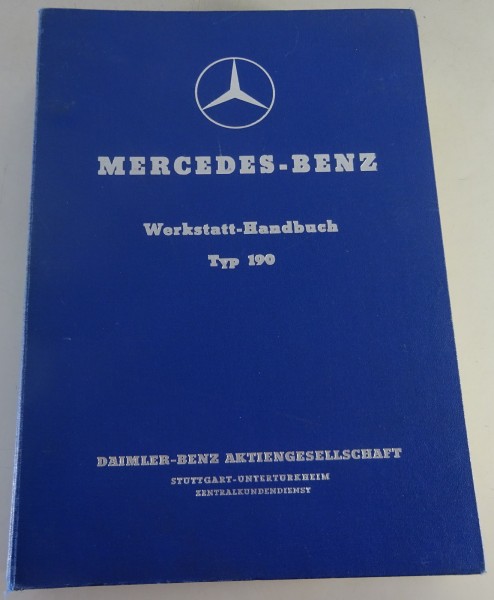 MERCEDES-BENZ
Werkstatt-Handbuch
Typ 190
DAIMLER-BENZ AKTIENGESELLSCHAFT
STUTTGART-UNTERTÜRKHEIM
ZENTRALKUNDENDIENST